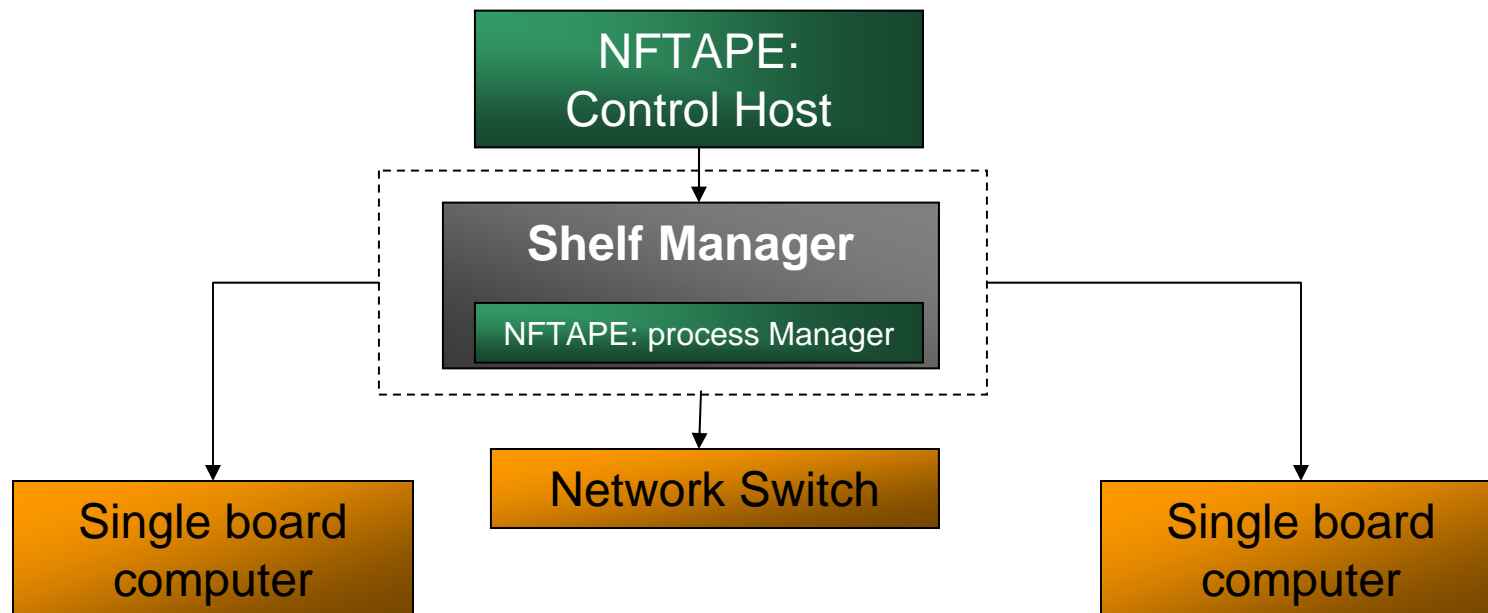 NFTAPE:
Control Host
Shelf Manager
NFTAPE: process Manager
Network Switch
Single board
computer
Single board
computer